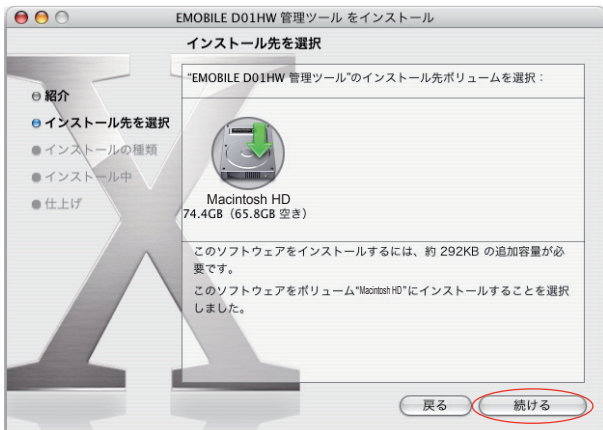 EMOBILE D01HW 管理ツール をインストール
インストール先を選択
紹介
インストール先を選択
インストールの種類
インストール中
仕上げ
“EMOBILE D01HW 管理ツール”のインストール先ボリュームを選択：
Macintosh HD
74.4GB（65.8GB 空き）
このソフトウェアをインストールするには、約 292KB の追加容量が必
要です。
このソフトウェアをボリューム“Macintosh HD”にインストールすることを選択
しました。
戻る
続ける